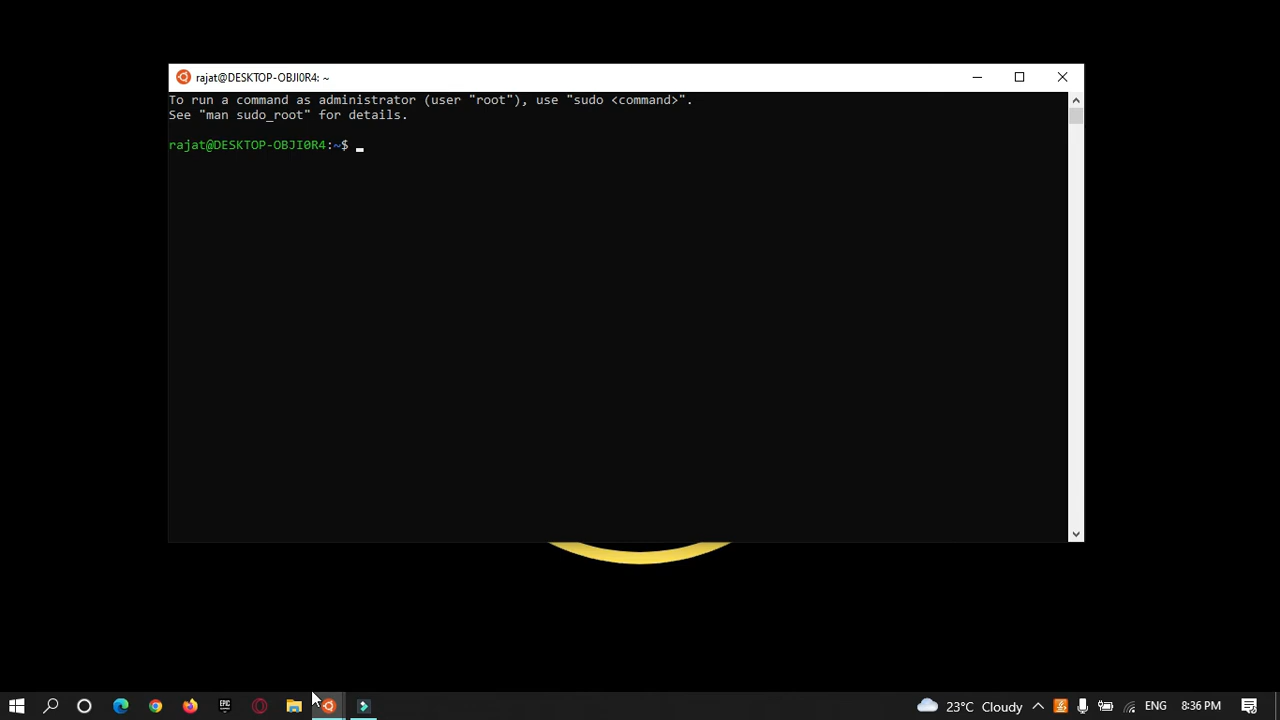 rajat@DESKTOP-OBJI0R4: ~
To run a command as administrator (user "root"), use "sudo <command>".
See "man sudo_root" for details.
rajat@DESKTOP-OBJI0R4:~$
EPIC
23°C Cloudy
ENG
8:36 PM